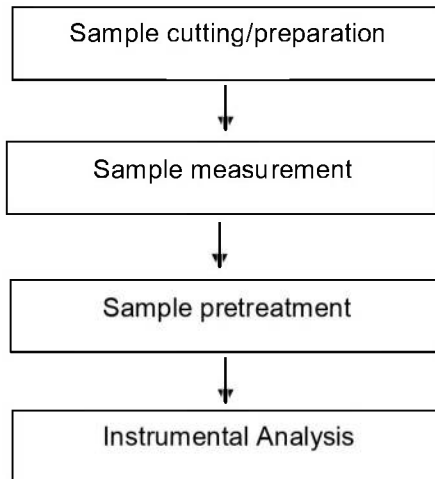 Sample cutting/preparation
Sample measurement
Sample pretreatment
Instrumental Analysis